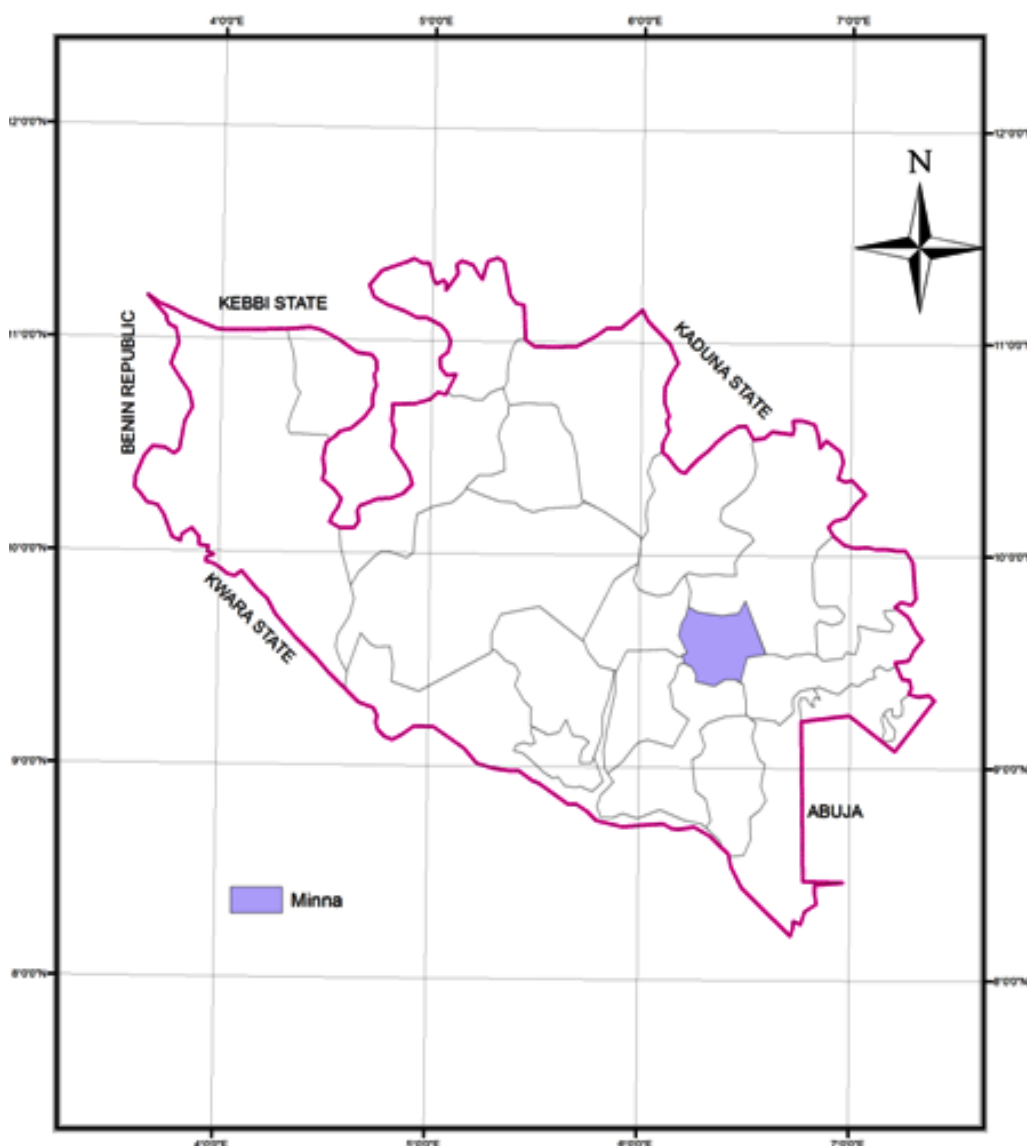 4°0'0"E 5°0'0"E 6°0'0"E 7°0'0"E
12°0'0"N 12°0'0"N
N
KEBBI STATE
BENIN REPUBLIC
KADUNA STATE
11°0'0"N 11°0'0"N
10°0'0"N 10°0'0"N
KWARA STATE
9°0'0"N 9°0'0"N
ABUJA
Minna
8°0'0"N 8°0'0"N
4°0'0"E 5°0'0"E 6°0'0"E 7°0'0"E